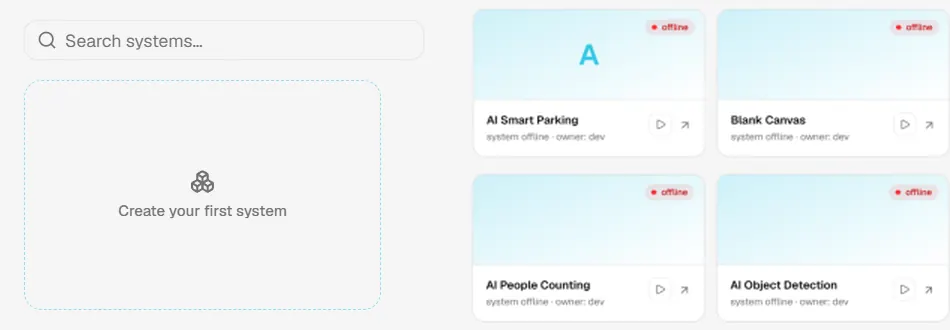 Search systems...
Create your first system
offline
A
AI Smart Parking
system offline · owner: dev
offline
Blank Canvas
system offline · owner: dev
offline
AI People Counting
system offline · owner: dev
offline
AI Object Detection
system offline · owner: dev